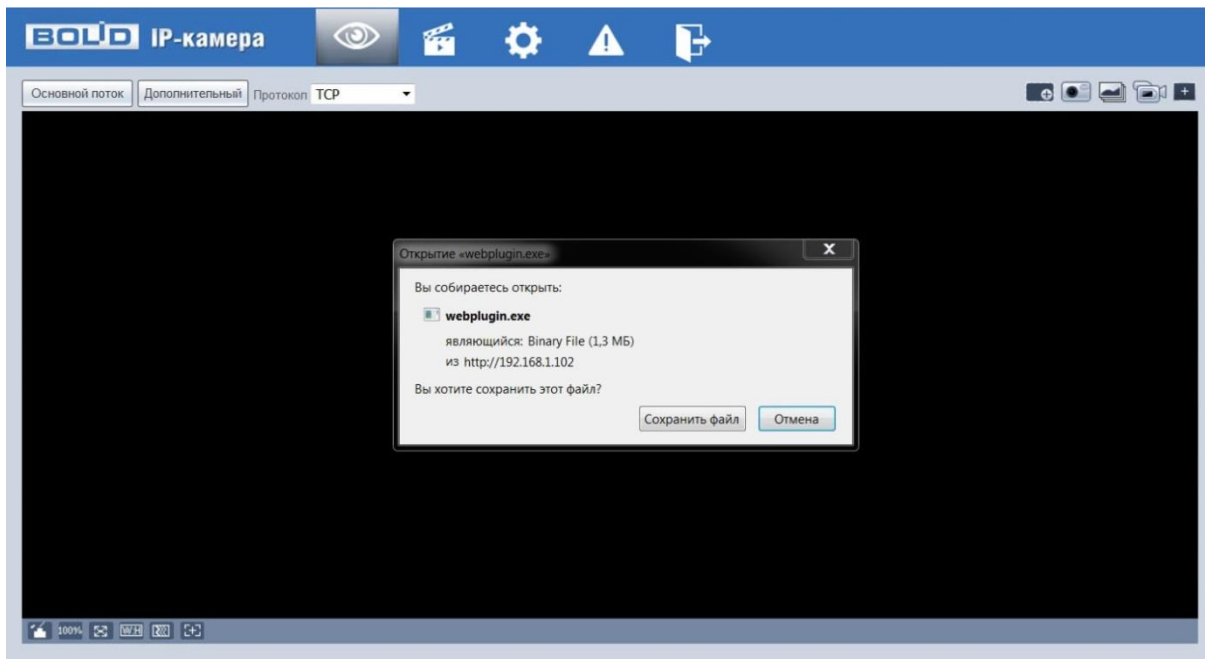 BOLID IP-камера
Основной поток Дополнительный Протокол TCP
Открытие «webplugin.exe»
X
Вы собираетесь открыть:
webplugin.exe
являющийся: Binary File (1,3 МБ)
из http://192.168.1.102
Вы хотите сохранить этот файл?
Сохранить файл Отмена
100% W:H